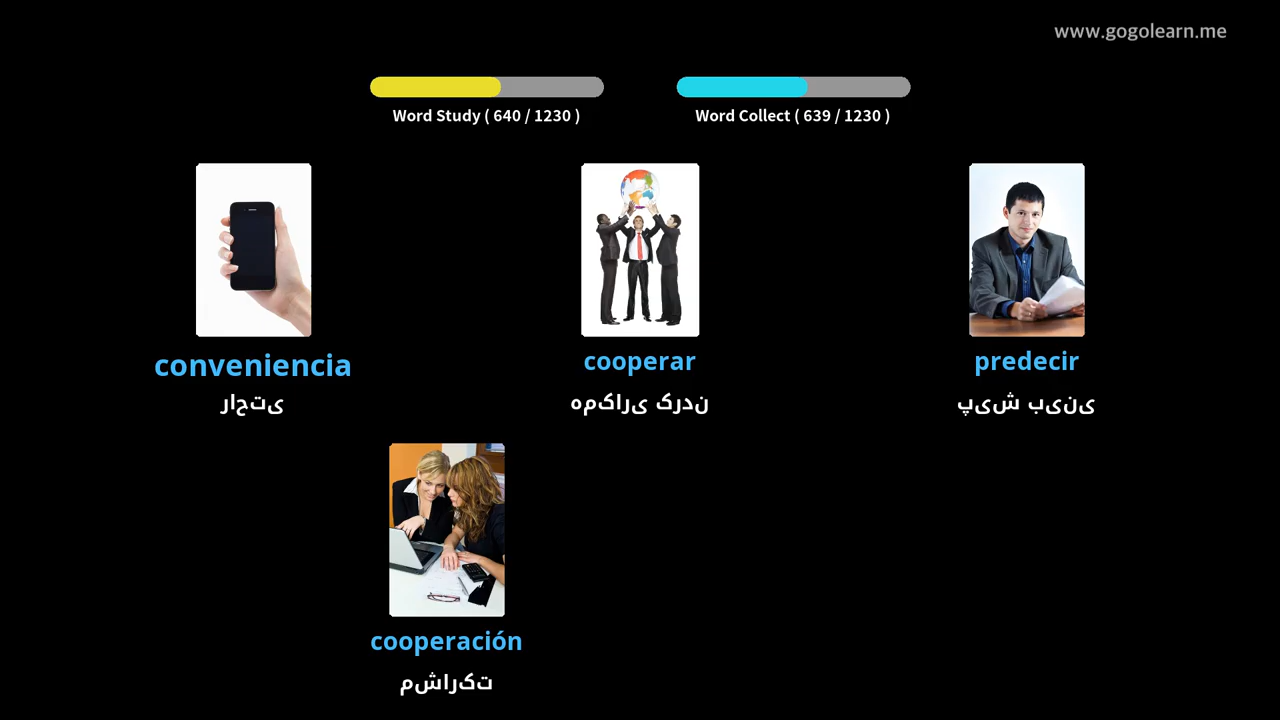 www.gogolearn.me
Word Study ( 640 / 1230 )
Word Collect ( 639 / 1230 )
conveniencia
راحتی
cooperar
همکاری کردن
predecir
پیش بینی
cooperación
مشارکت